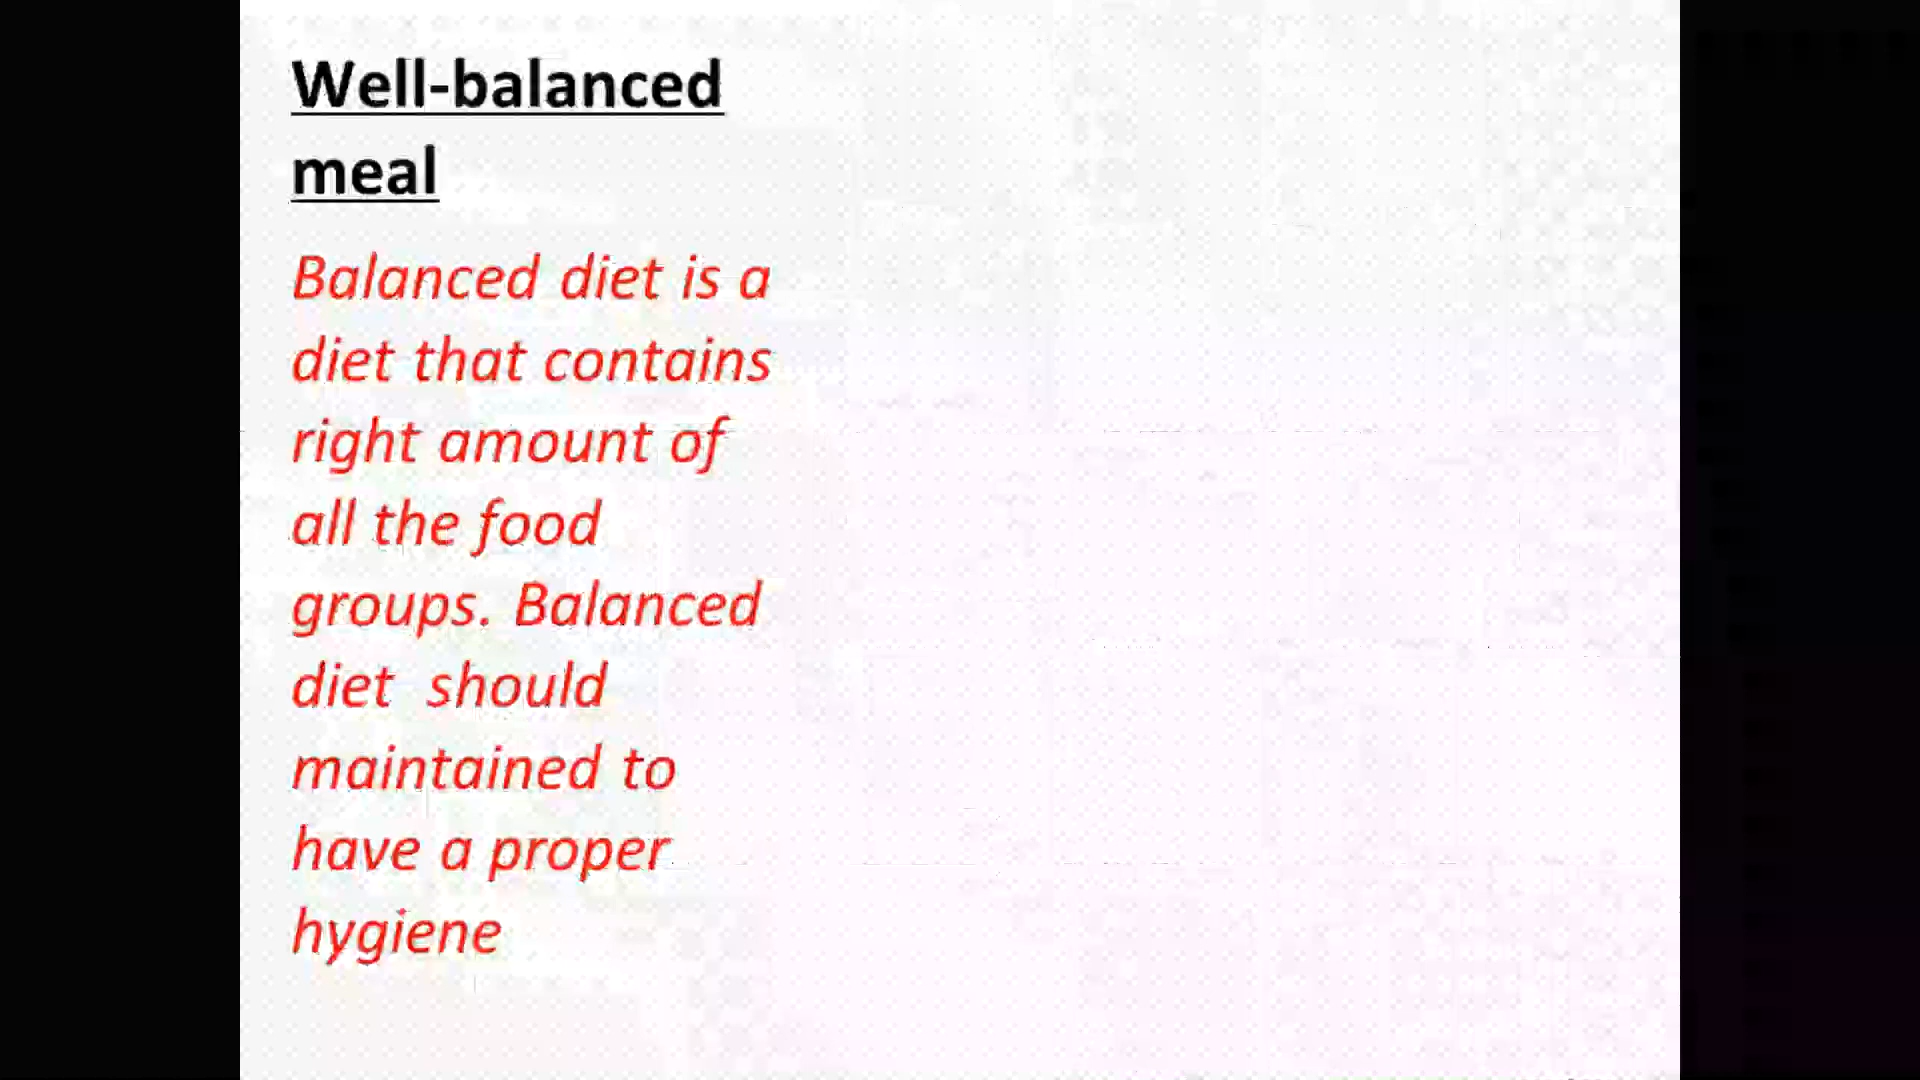 Well-balanced
meal
Balanced diet is a
diet that contains
right amount of
all the food
groups. Balanced
diet  should
maintained to
have a proper
hygiene